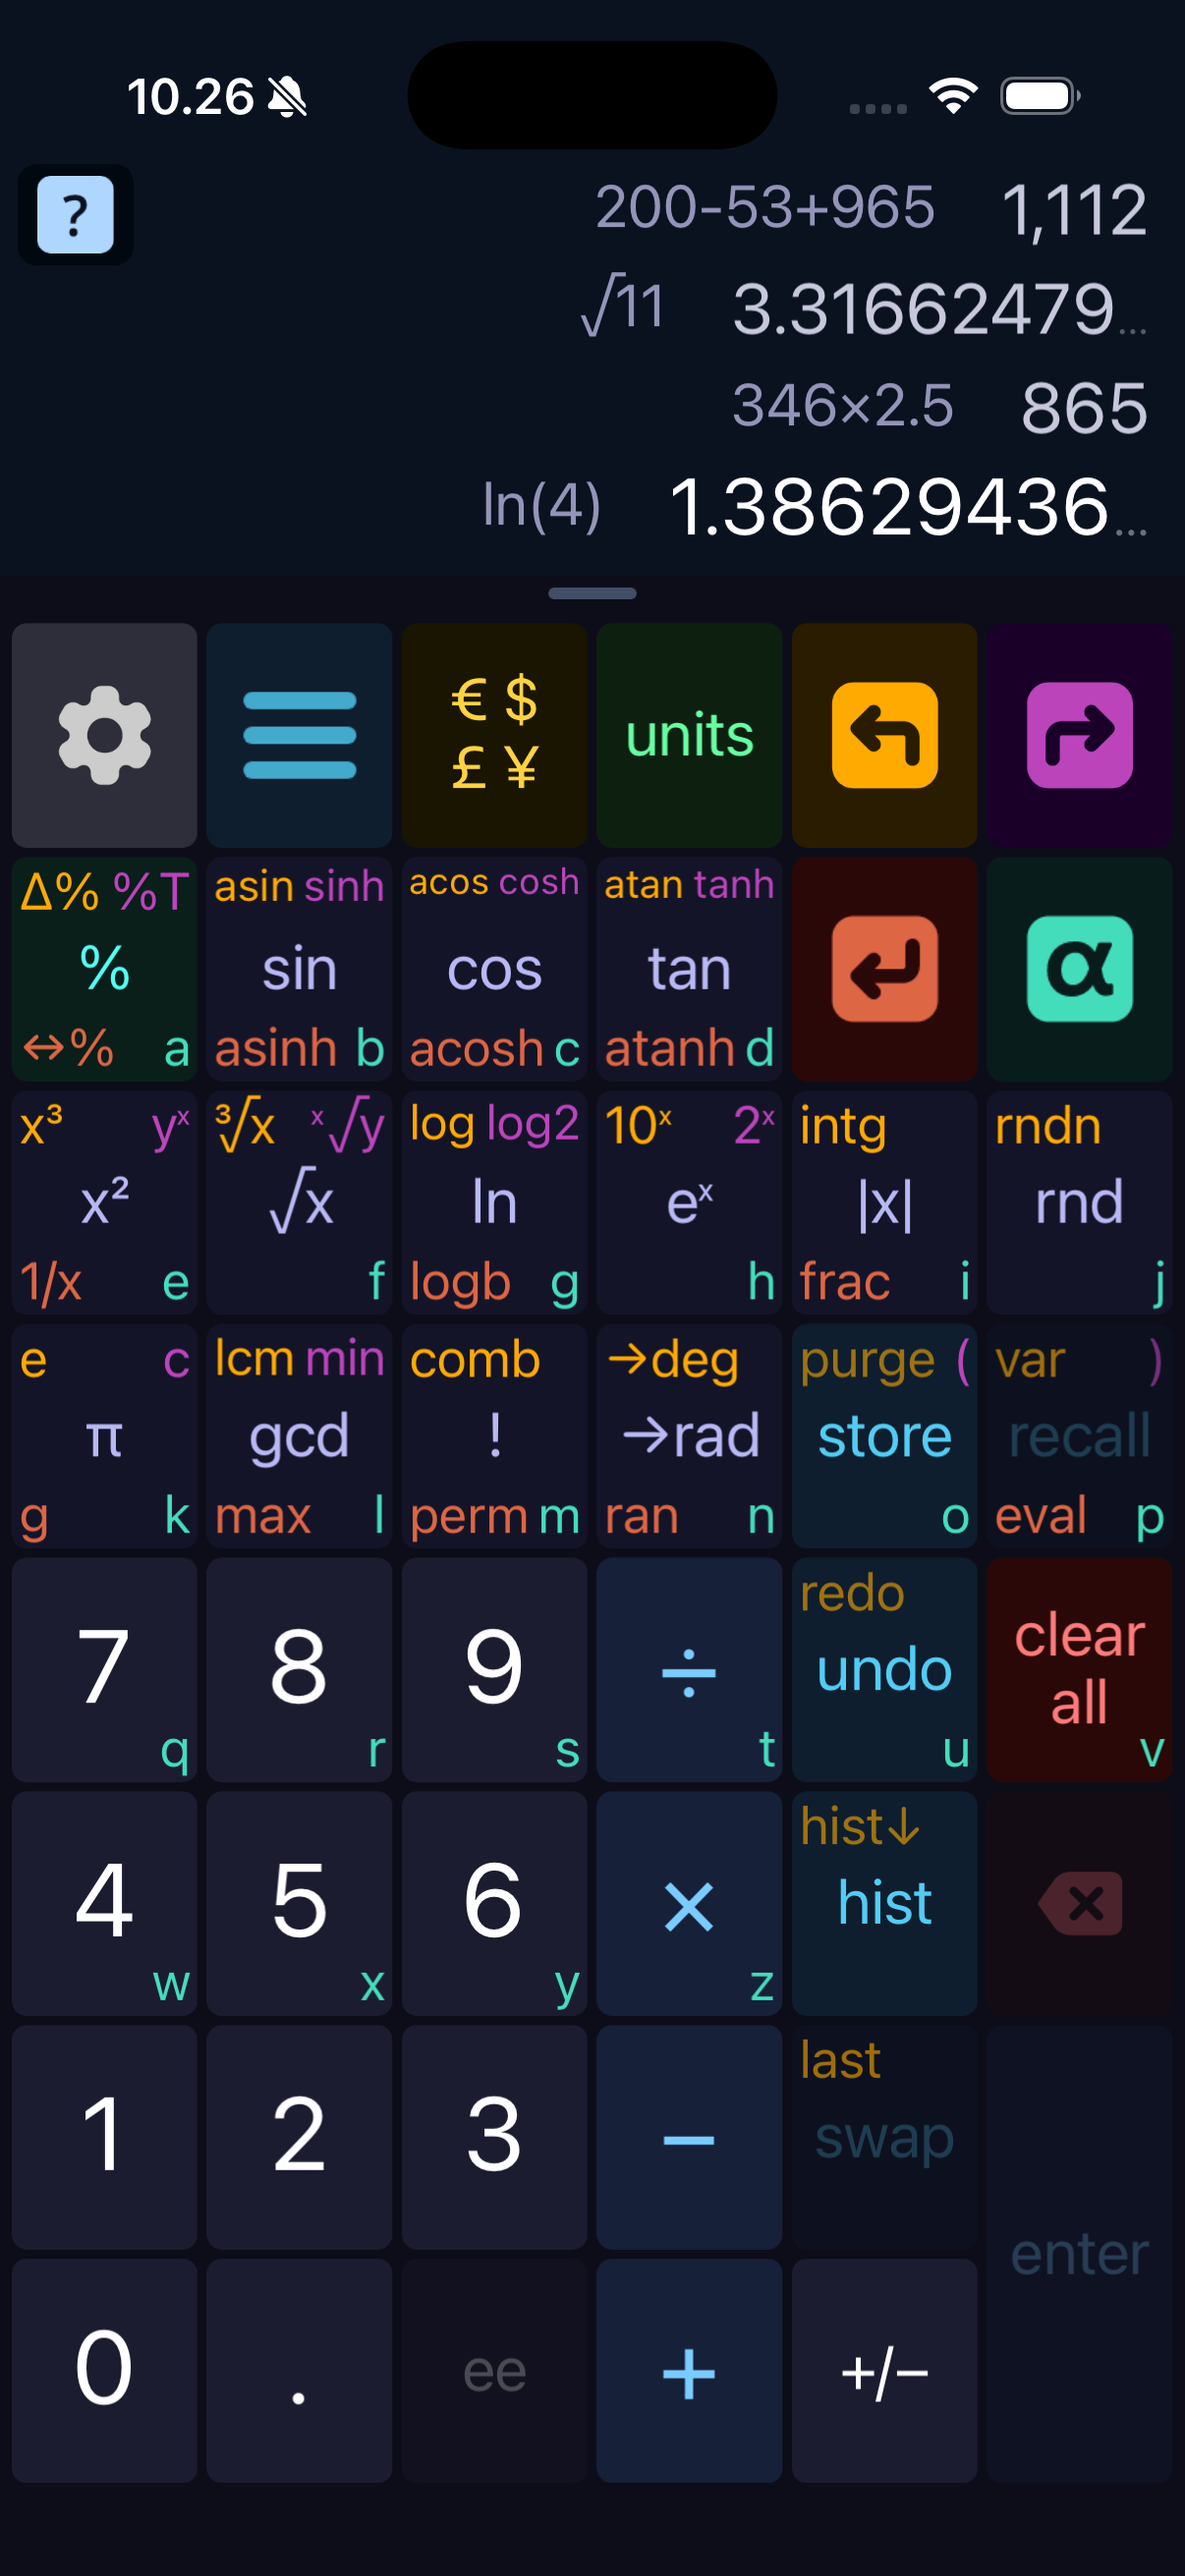 10.26
?
200-53+965 1,112
√11 3.31662479...
346×2.5 865
ln(4) 1.38629436...
€ $
£ ¥
units
Δ% %T asin sinh acos cosh atan tanh
% sin cos tan α
↔% a asinh b acosh c atanh d
x³ yˣ ³√x ˣ√y log log2 10ˣ 2ˣ intg rndn
x² √x ln eˣ |x| rnd
1/x e f logb g h frac i j
e c lcm min comb →deg purge ( var )
π gcd ! →rad store recall
g k max l perm m ran n o eval p
redo
7 8 9 ÷ undo clear all
q r s t u v
hist↓
4 5 6 × hist
w x y z
last
1 2 3 − swap
enter
0 . ee + +/−